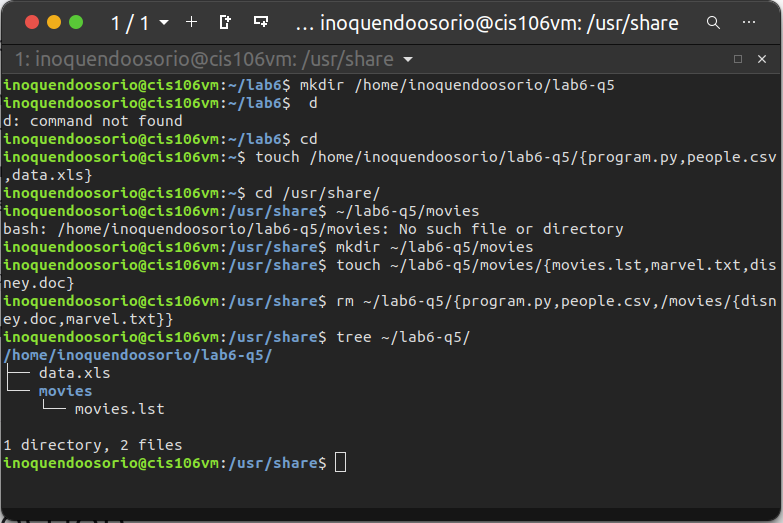 1 / 1
… inoquendoosorio@cis106vm: /usr/share
1: inoquendoosorio@cis106vm: /usr/share
inoquendoosorio@cis106vm:~/lab6$ mkdir /home/inoquendoosorio/lab6-q5
inoquendoosorio@cis106vm:~/lab6$  d
d: command not found
inoquendoosorio@cis106vm:~/lab6$ cd
inoquendoosorio@cis106vm:~$ touch /home/inoquendoosorio/lab6-q5/{program.py,people.csv
,data.xls}
inoquendoosorio@cis106vm:~$ cd /usr/share/
inoquendoosorio@cis106vm:/usr/share$ ~/lab6-q5/movies
bash: /home/inoquendoosorio/lab6-q5/movies: No such file or directory
inoquendoosorio@cis106vm:/usr/share$ mkdir ~/lab6-q5/movies
inoquendoosorio@cis106vm:/usr/share$ touch ~/lab6-q5/movies/{movies.lst,marvel.txt,dis
ney.doc}
inoquendoosorio@cis106vm:/usr/share$ rm ~/lab6-q5/{program.py,people.csv,/movies/{disn
ey.doc,marvel.txt}}
inoquendoosorio@cis106vm:/usr/share$ tree ~/lab6-q5/
/home/inoquendoosorio/lab6-q5/
├── data.xls
└── movies
    └── movies.lst
1 directory, 2 files
inoquendoosorio@cis106vm:/usr/share$